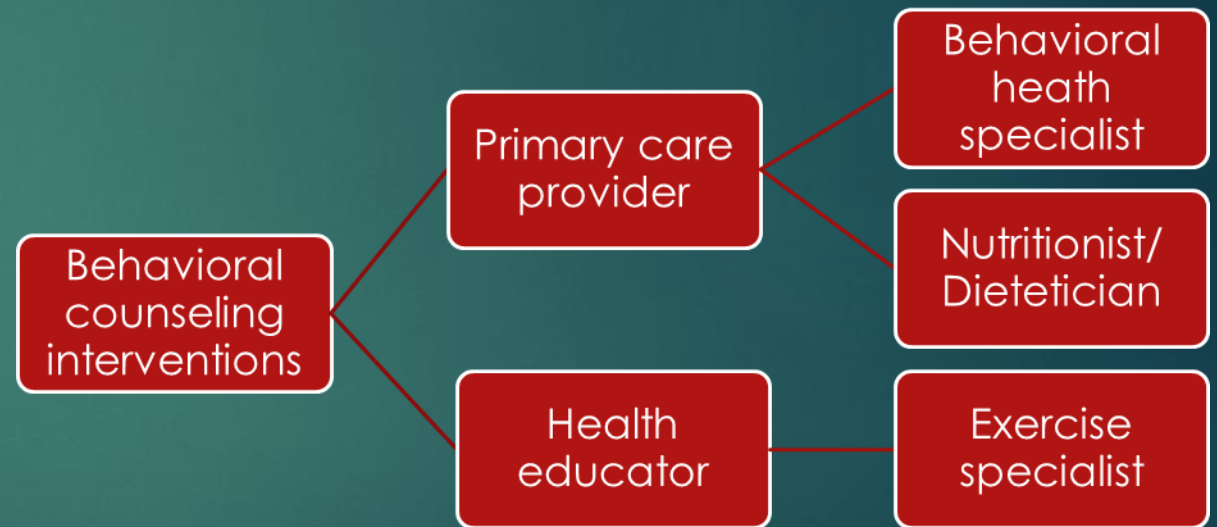 Behavioral
counseling
interventions
Primary care
provider
Health
educator
Behavioral
heath
specialist
Nutritionist/
Dietetician
Exercise
specialist